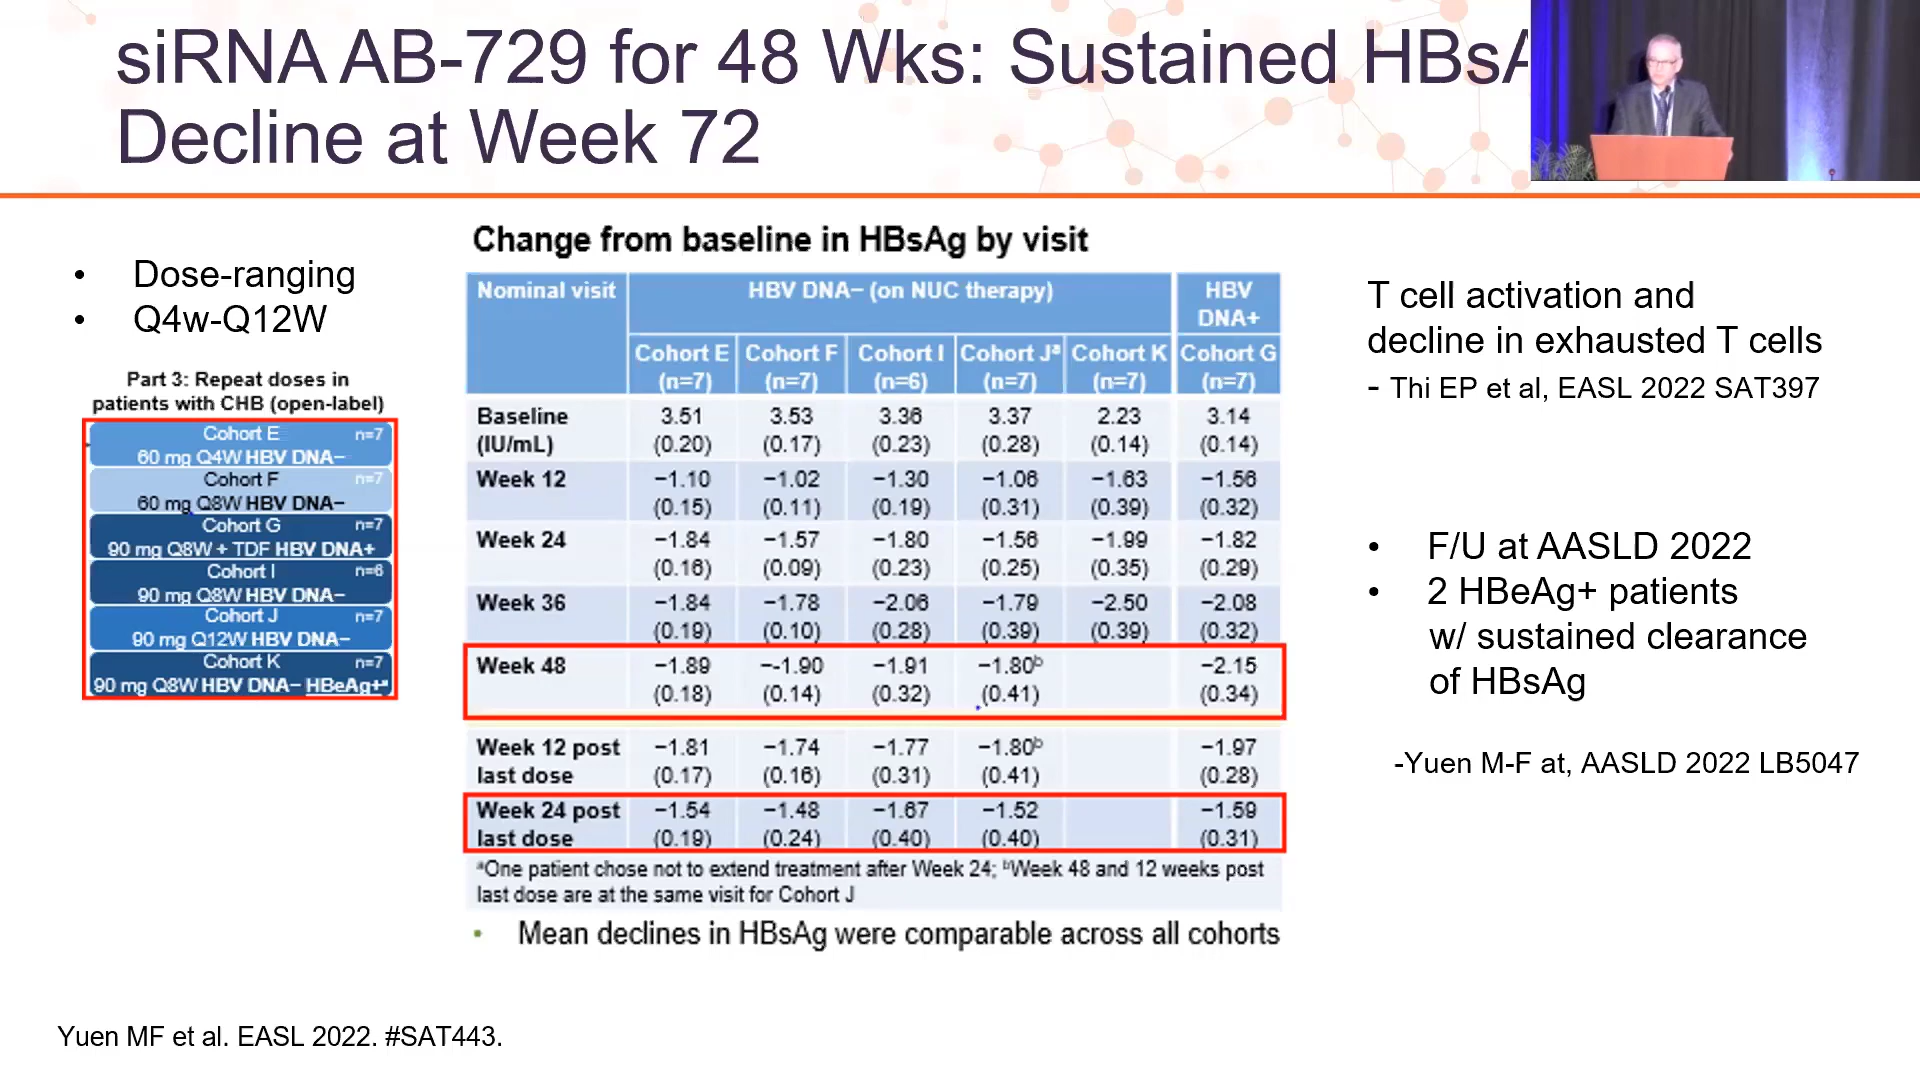 siRNA AB-729 for 48 Wks: Sustained HBsA
Decline at Week 72
• Dose-ranging
• Q4w-Q12W
Part 3: Repeat doses in
patients with CHB (open-label)
Cohort E n=7
60 mg Q4W HBV DNA−
Cohort F n=7
60 mg Q8W HBV DNA−
Cohort G n=7
90 mg Q8W + TDF HBV DNA+
Cohort I n=6
90 mg Q8W HBV DNA−
Cohort J n=7
90 mg Q12W HBV DNA−
Cohort K n=7
90 mg Q8W HBV DNA− HBeAg+ᵃ
Change from baseline in HBsAg by visit
Nominal visit HBV DNA− (on NUC therapy) HBV
DNA+
Cohort E Cohort F Cohort I Cohort Jᵃ Cohort K Cohort G
(n=7) (n=7) (n=6) (n=7) (n=7) (n=7)
Baseline 3.51 3.53 3.36 3.37 2.23 3.14
(IU/mL) (0.20) (0.17) (0.23) (0.28) (0.14) (0.14)
Week 12 −1.10 −1.02 −1.30 −1.06 −1.63 −1.56
(0.15) (0.11) (0.19) (0.31) (0.39) (0.32)
Week 24 −1.84 −1.57 −1.80 −1.56 −1.99 −1.82
(0.16) (0.09) (0.23) (0.25) (0.35) (0.29)
Week 36 −1.84 −1.78 −2.06 −1.79 −2.50 −2.08
(0.19) (0.10) (0.28) (0.39) (0.39) (0.32)
Week 48 −1.89 −-1.90 −1.91 −1.80ᵇ −2.15
(0.18) (0.14) (0.32) (0.41) (0.34)
Week 12 post −1.81 −1.74 −1.77 −1.80ᵇ −1.97
last dose (0.17) (0.16) (0.31) (0.41) (0.28)
Week 24 post −1.54 −1.48 −1.67 −1.52 −1.59
last dose (0.19) (0.24) (0.40) (0.40) (0.31)
ᵃOne patient chose not to extend treatment after Week 24; ᵇWeek 48 and 12 weeks post
last dose are at the same visit for Cohort J
• Mean declines in HBsAg were comparable across all cohorts
T cell activation and
decline in exhausted T cells
- Thi EP et al, EASL 2022 SAT397
• F/U at AASLD 2022
• 2 HBeAg+ patients
w/ sustained clearance
of HBsAg
-Yuen M-F at, AASLD 2022 LB5047
Yuen MF et al. EASL 2022. #SAT443.